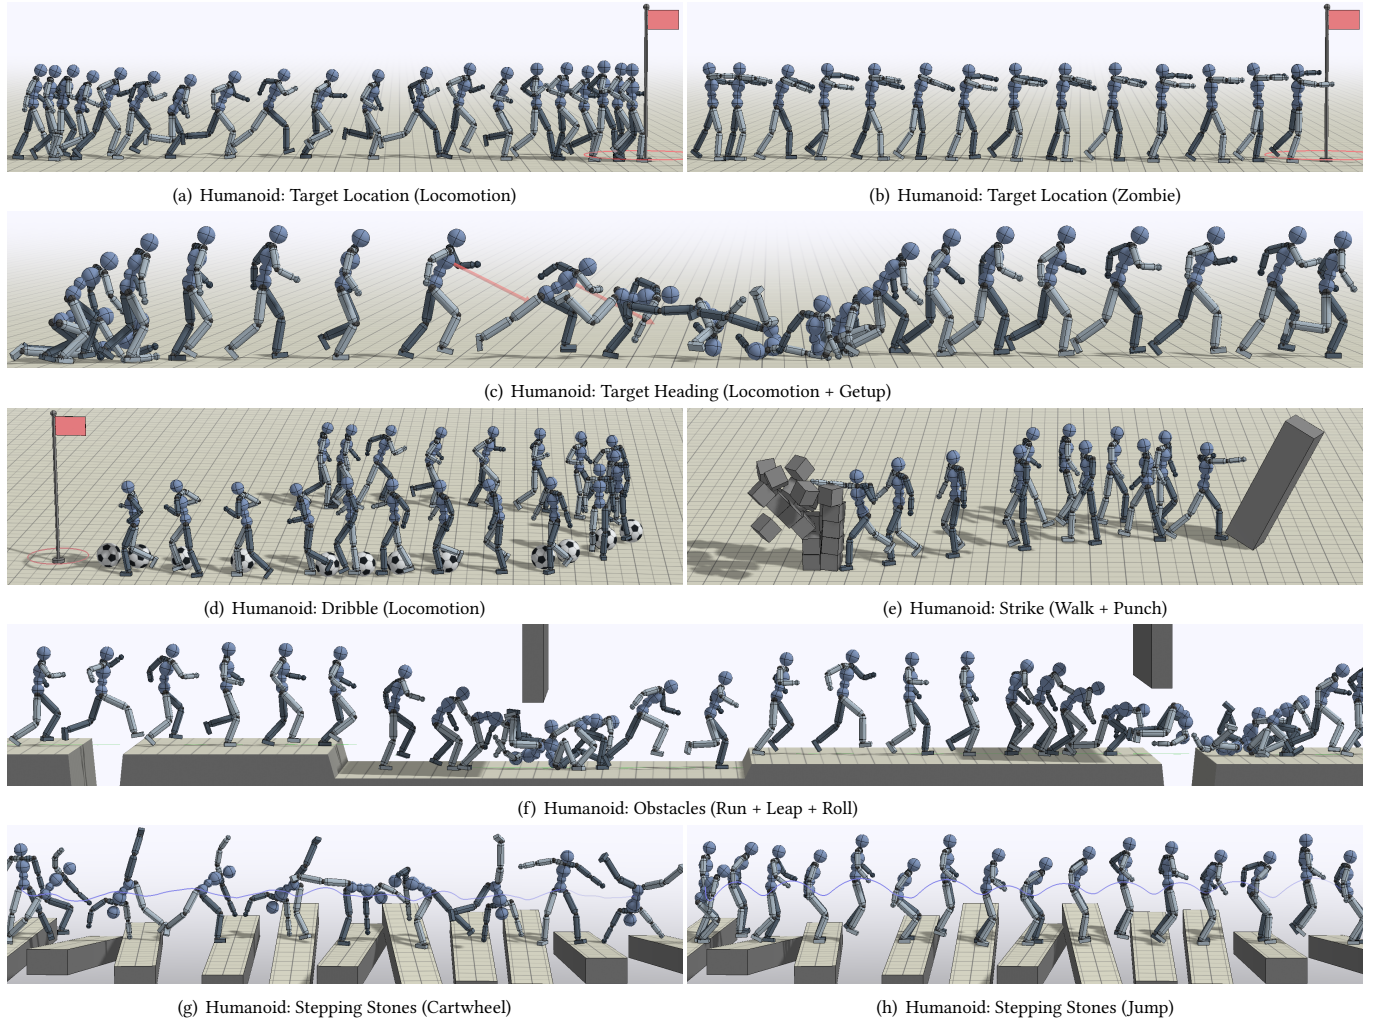 (a) Humanoid: Target Location (Locomotion)
(b) Humanoid: Target Location (Zombie)
(c) Humanoid: Target Heading (Locomotion + Getup)
(d) Humanoid: Dribble (Locomotion)
(e) Humanoid: Strike (Walk + Punch)
(f) Humanoid: Obstacles (Run + Leap + Roll)
(g) Humanoid: Stepping Stones (Cartwheel)
(h) Humanoid: Stepping Stones (Jump)